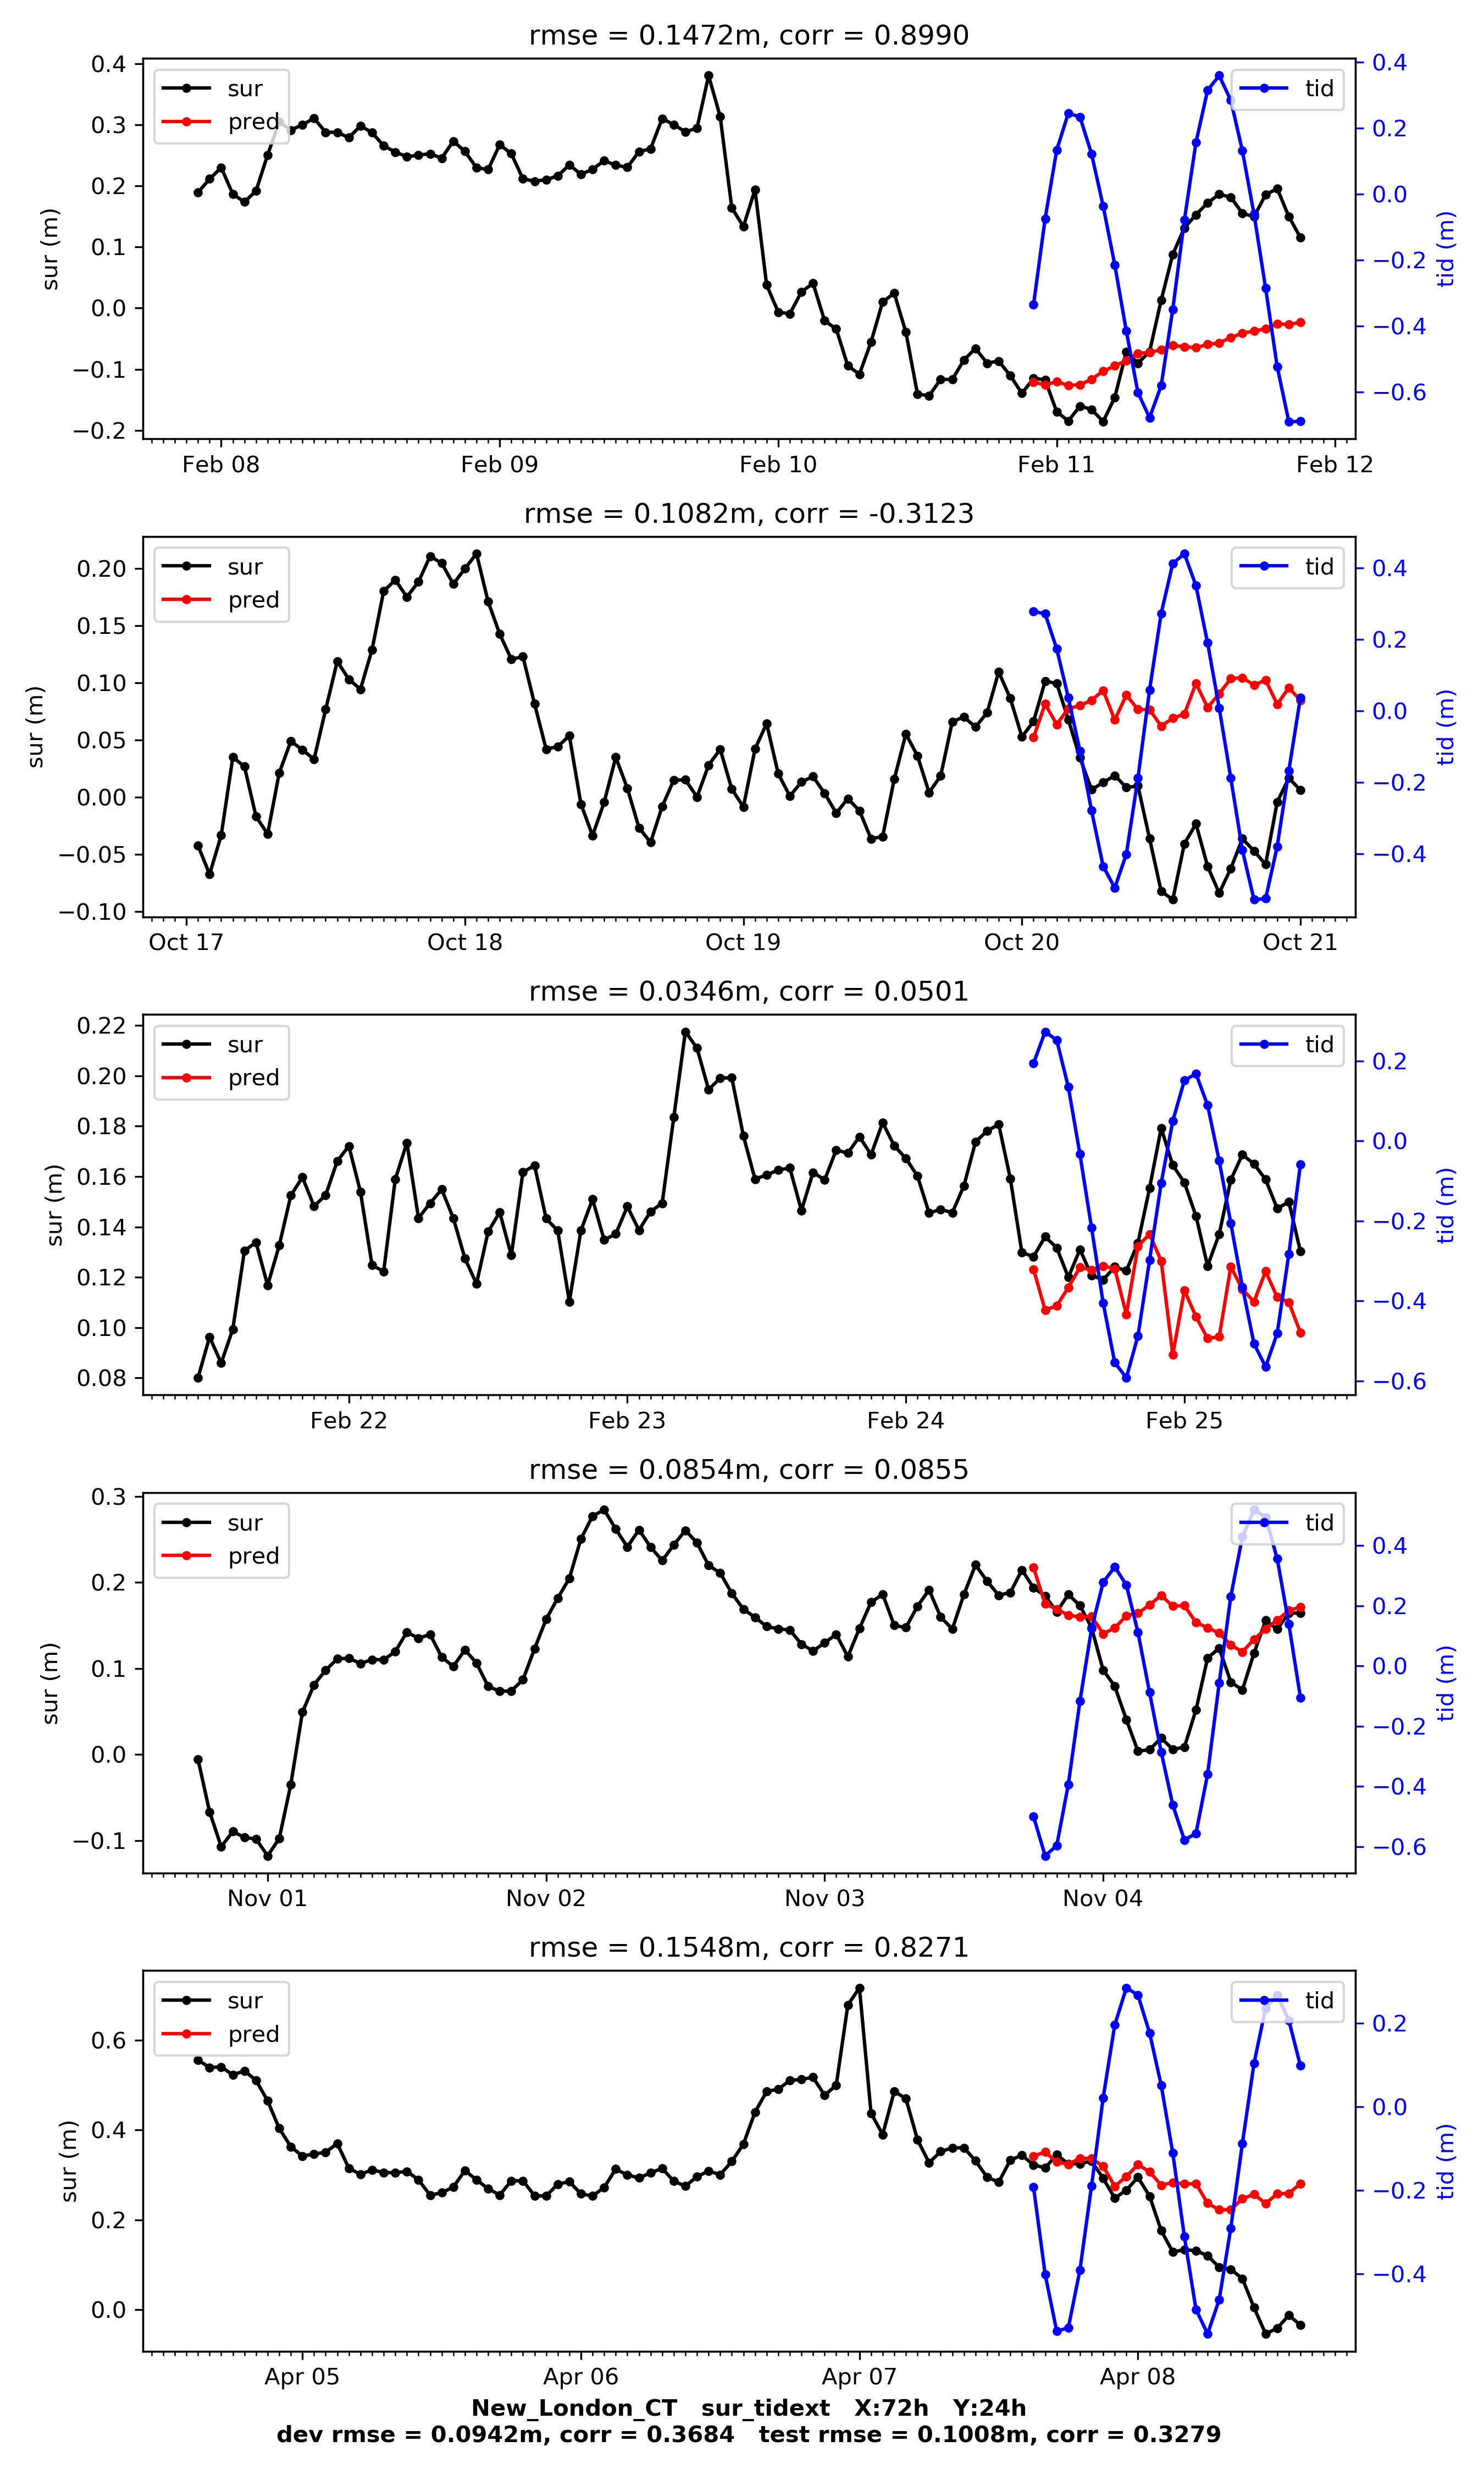 rmse = 0.1472m, corr = 0.8990
sur
pred
tid
0.4
0.3
0.2
0.1
0.0
−0.1
−0.2
sur (m)
0.4
0.2
0.0
−0.2
−0.4
−0.6
tid (m)
Feb 08 Feb 09 Feb 10 Feb 11 Feb 12
rmse = 0.1082m, corr = -0.3123
sur
pred
tid
0.20
0.15
0.10
0.05
0.00
−0.05
−0.10
sur (m)
0.4
0.2
0.0
−0.2
−0.4
tid (m)
Oct 17 Oct 18 Oct 19 Oct 20 Oct 21
rmse = 0.0346m, corr = 0.0501
sur
pred
tid
0.22
0.20
0.18
0.16
0.14
0.12
0.10
0.08
sur (m)
0.2
0.0
−0.2
−0.4
−0.6
tid (m)
Feb 22 Feb 23 Feb 24 Feb 25
rmse = 0.0854m, corr = 0.0855
sur
pred
tid
0.3
0.2
0.1
0.0
−0.1
sur (m)
0.4
0.2
0.0
−0.2
−0.4
−0.6
tid (m)
Nov 01 Nov 02 Nov 03 Nov 04
rmse = 0.1548m, corr = 0.8271
sur
pred
tid
0.6
0.4
0.2
0.0
sur (m)
0.2
0.0
−0.2
−0.4
tid (m)
Apr 05 Apr 06 Apr 07 Apr 08
New_London_CT sur_tidext X:72h Y:24h
dev rmse = 0.0942m, corr = 0.3684 test rmse = 0.1008m, corr = 0.3279